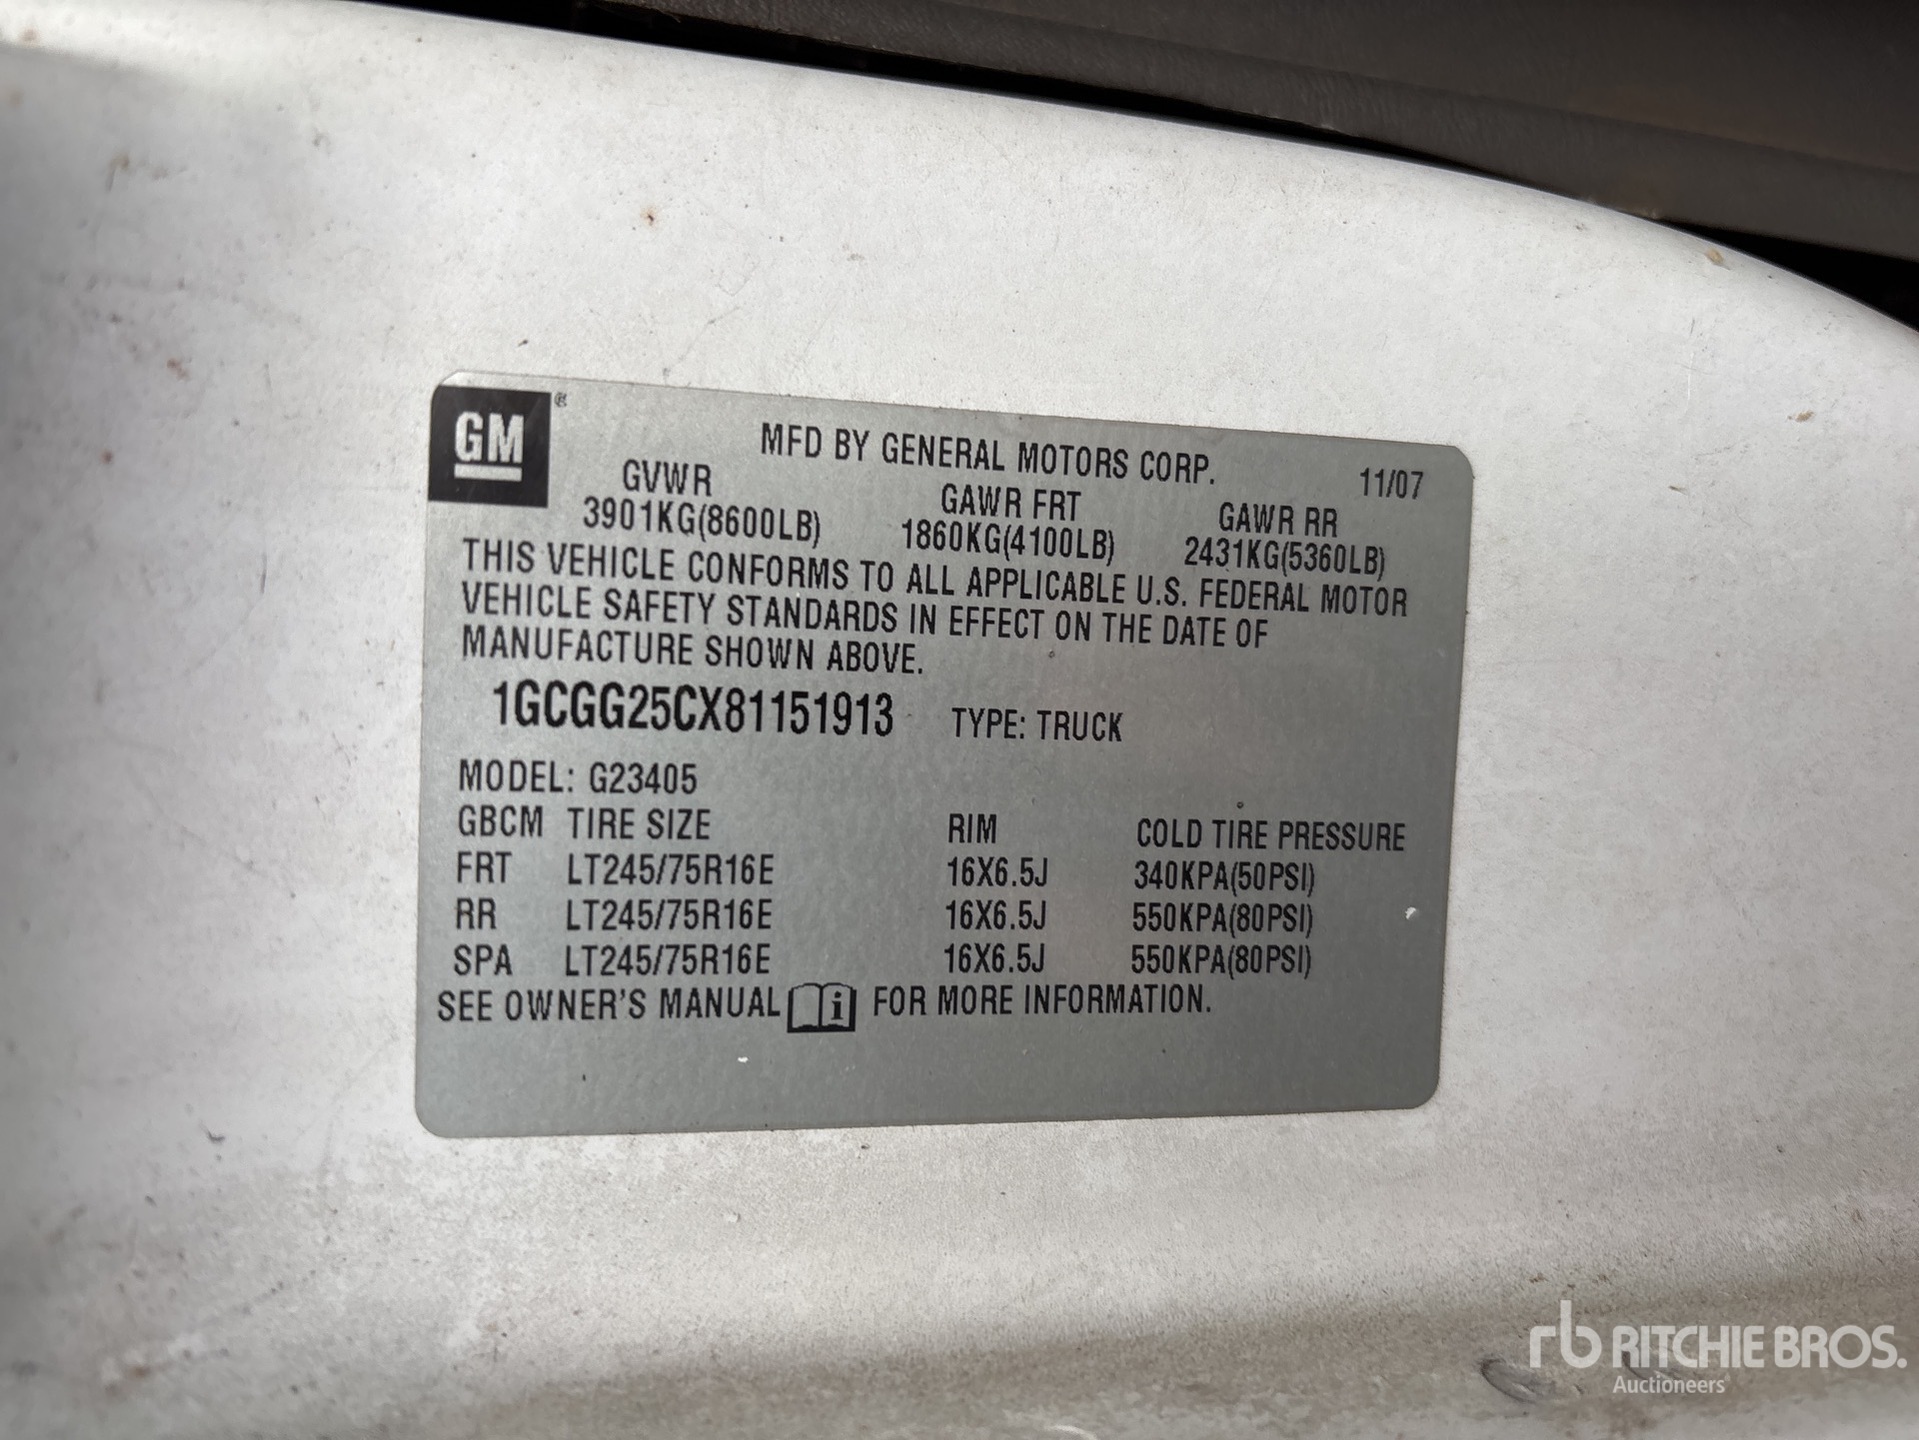 GM ®
MFD BY GENERAL MOTORS CORP. 11/07
GVWR GAWR FRT GAWR RR
3901KG(8600LB) 1860KG(4100LB) 2431KG(5360LB)
THIS VEHICLE CONFORMS TO ALL APPLICABLE U.S. FEDERAL MOTOR
VEHICLE SAFETY STANDARDS IN EFFECT ON THE DATE OF
MANUFACTURE SHOWN ABOVE.
1GCGG25CX81151913 TYPE: TRUCK
MODEL: G23405
GBCM TIRE SIZE RIM COLD TIRE PRESSURE
FRT LT245/75R16E 16X6.5J 340KPA(50PSI)
RR LT245/75R16E 16X6.5J 550KPA(80PSI)
SPA LT245/75R16E 16X6.5J 550KPA(80PSI)
SEE OWNER'S MANUAL i FOR MORE INFORMATION.
rb RITCHIE BROS.
Auctioneers